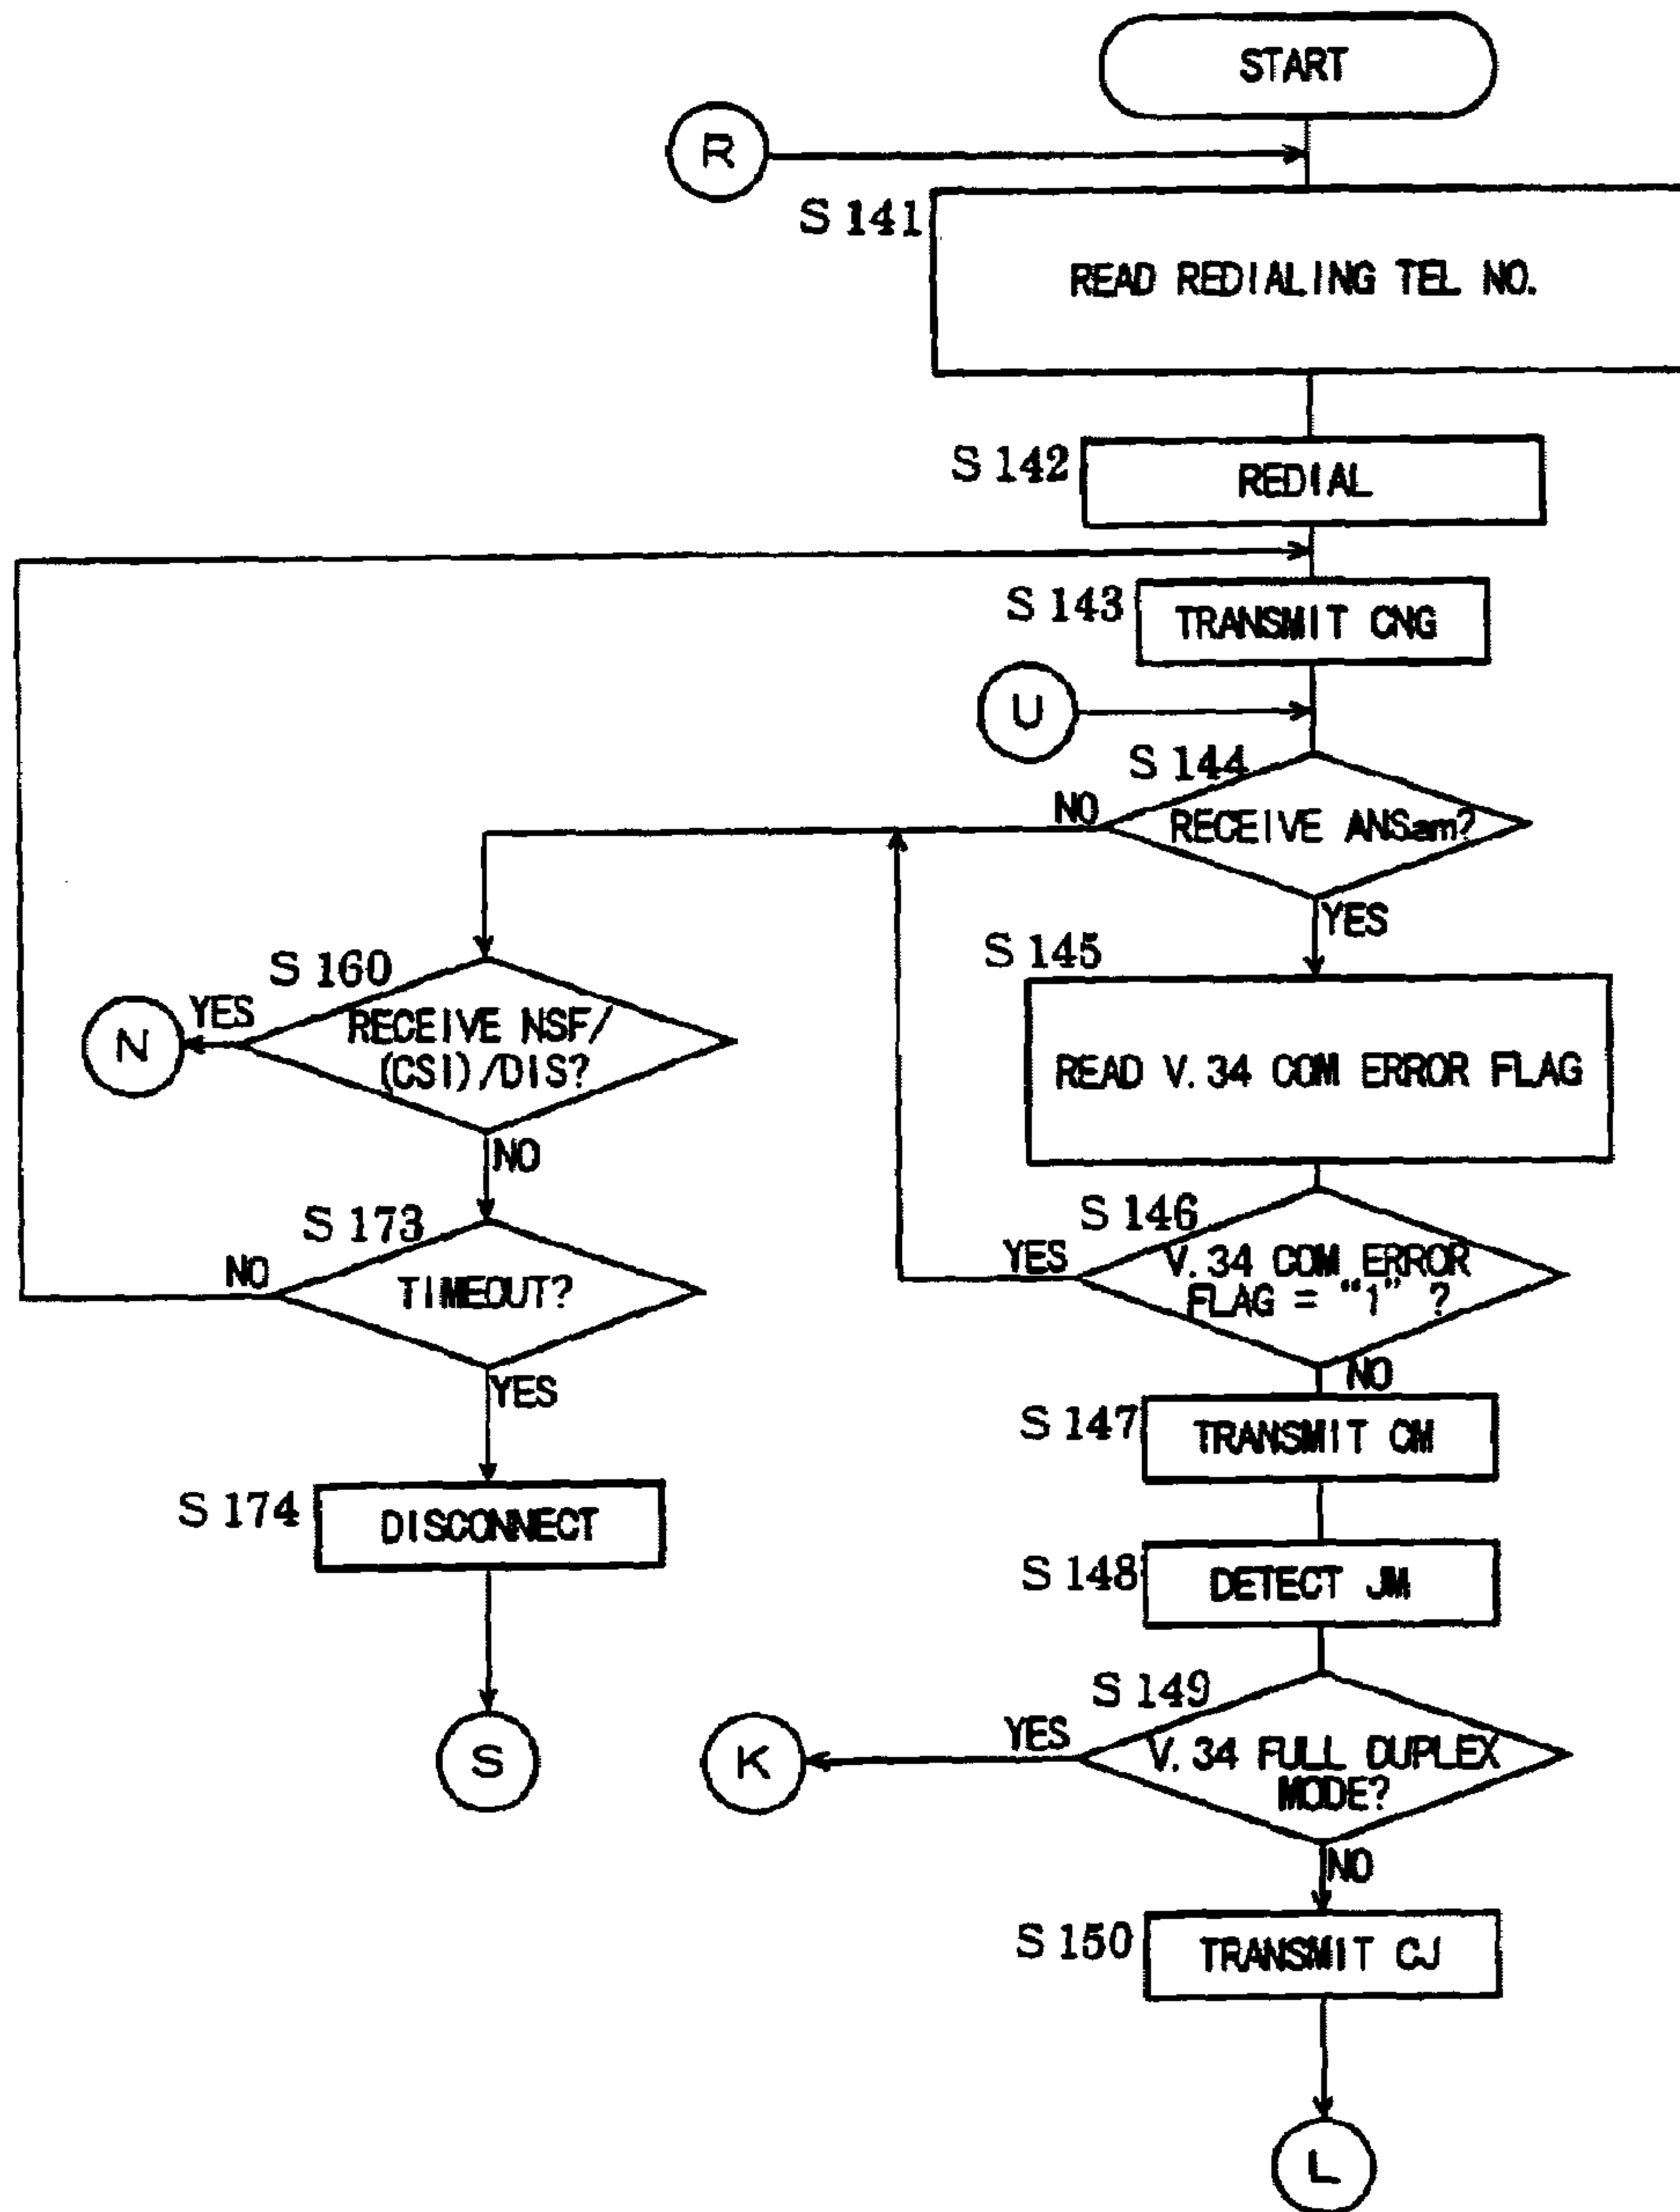 START
R
S 141
READ REDIALING TEL NO.
S 142
REDIAL
S 143
TRANSMIT CNG
U
S 144
NO
RECEIVE ANSam?
YES
S 145
READ V.34 COM ERROR FLAG
S 160
YES
N
RECEIVE NSF/
(CSI)/DIS?
NO
S 146
YES
V.34 COM ERROR
FLAG = "1" ?
NO
S 173
NO
TIMEOUT?
YES
S 147
TRANSMIT CM
S 174
DISCONNECT
S 148
DETECT JM
S 149
YES
V.34 FULL DUPLEX
MODE?
NO
S
K
S 150
TRANSMIT CJ
L